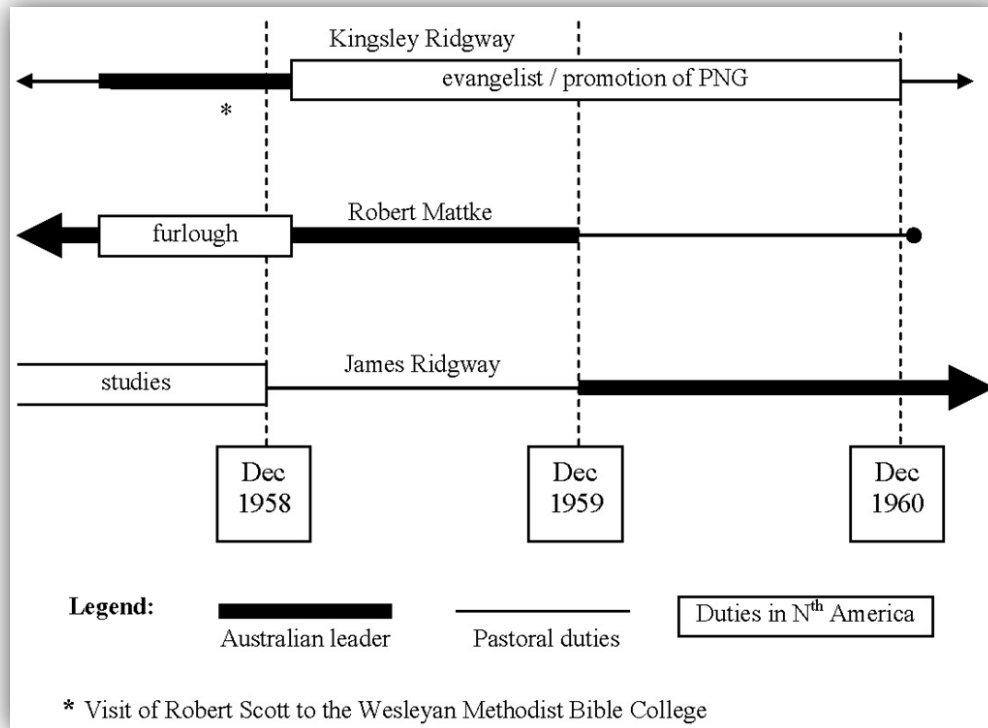 Kingsley Ridgway
evangelist / promotion of PNG
*
Robert Mattke
furlough
James Ridgway
studies
Dec
1958
Dec
1959
Dec
1960
Legend:
Australian leader
Pastoral duties
Duties in Nth America
* Visit of Robert Scott to the Wesleyan Methodist Bible College